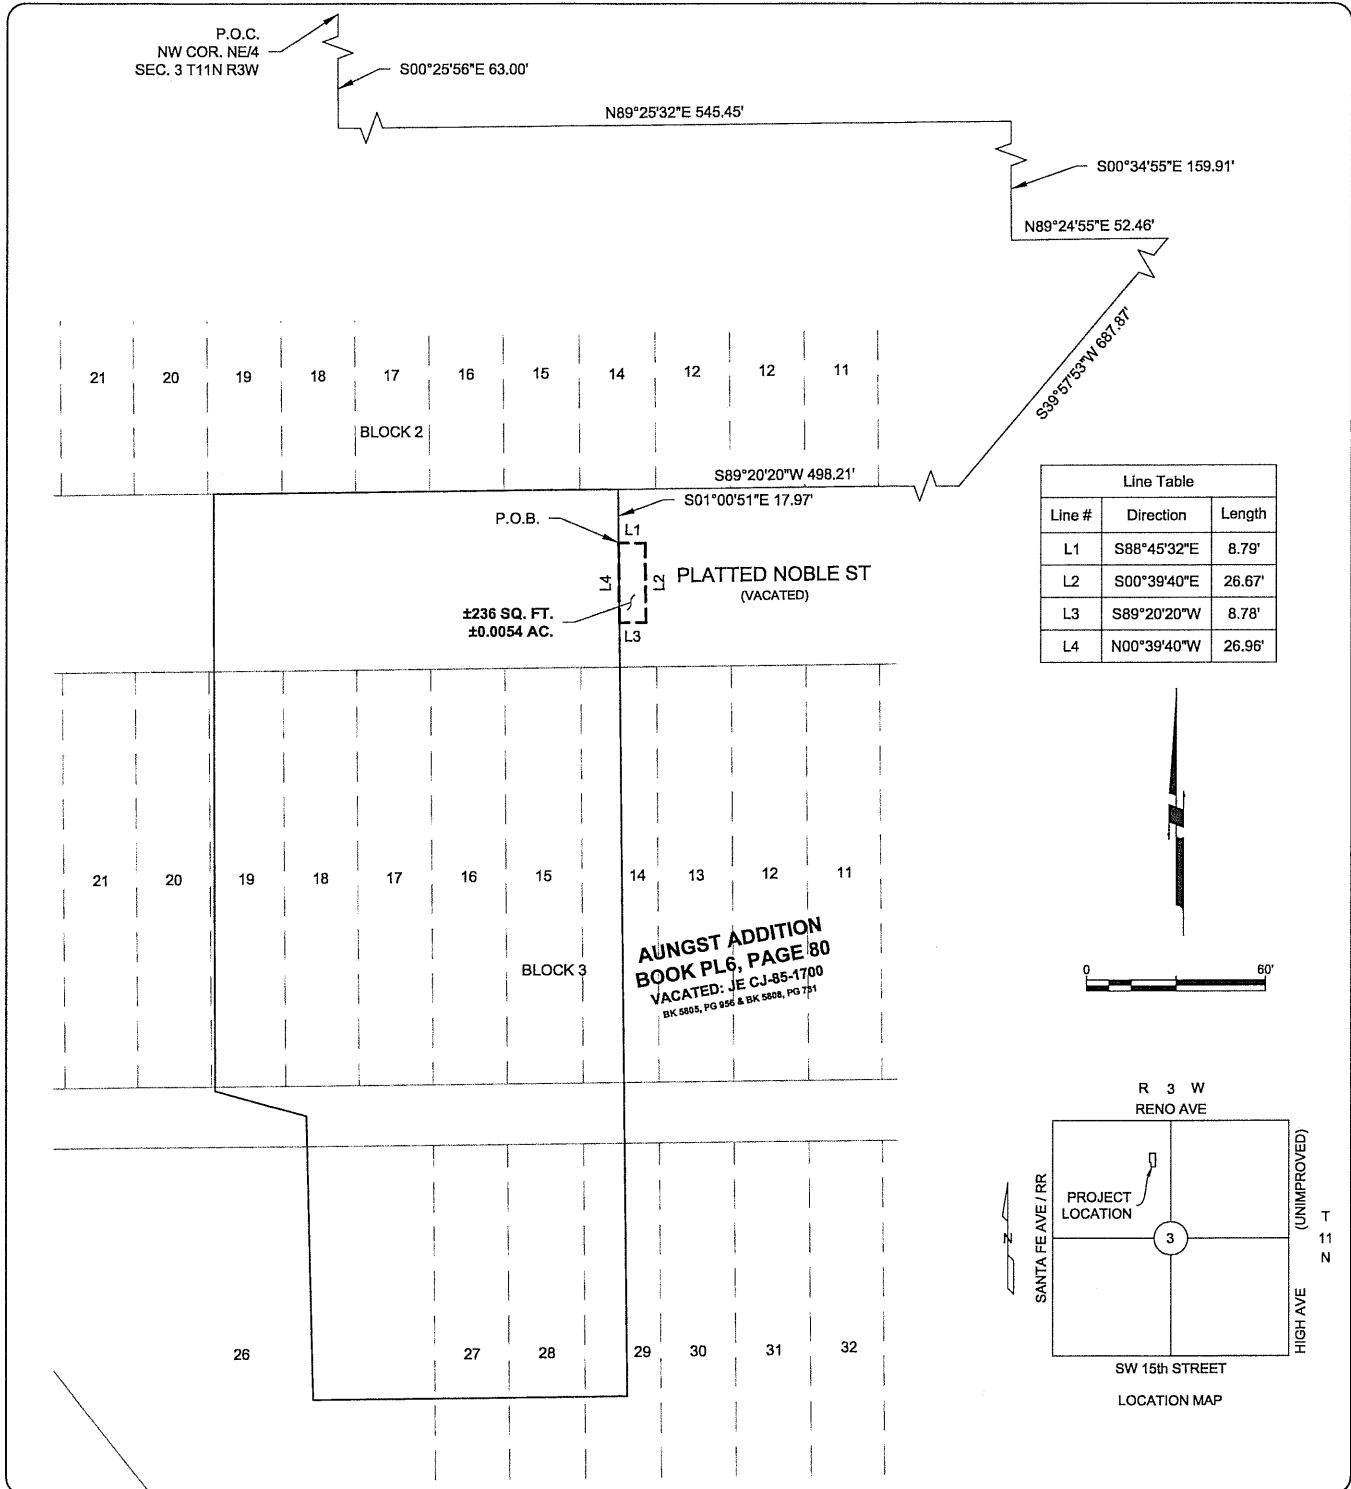 P.O.C.
NW COR. NE/4
SEC. 3 T11N R3W
S00°25'56"E 63.00'
N89°25'32"E 545.45'
S00°34'55"E 159.91'
N89°24'55"E 52.46'
S39°57'53"W 687.87'
21 20 19 18 17 16 15 14 12 12 11
BLOCK 2
S89°20'20"W 498.21'
S01°00'51"E 17.97'
P.O.B.
L1
L4
L2
L3
PLATTED NOBLE ST
(VACATED)
±236 SQ. FT.
±0.0054 AC.
Line Table
Line # Direction Length
L1 S88°45'32"E 8.79'
L2 S00°39'40"E 26.67'
L3 S89°20'20"W 8.78'
L4 N00°39'40"W 26.96'
21 20 19 18 17 16 15 14 13 12 11
BLOCK 3
AUNGST ADDITION
BOOK PL6, PAGE 80
VACATED: JE CJ-85-1700
BK 5805, PG 956 & BK 5808, PG 731
0 60'
26 27 28 29 30 31 32
R 3 W
RENO AVE
PROJECT
LOCATION
3
N
SANTA FE AVE / RR
HIGH AVE (UNIMPROVED)
T
11
N
SW 15th STREET
LOCATION MAP